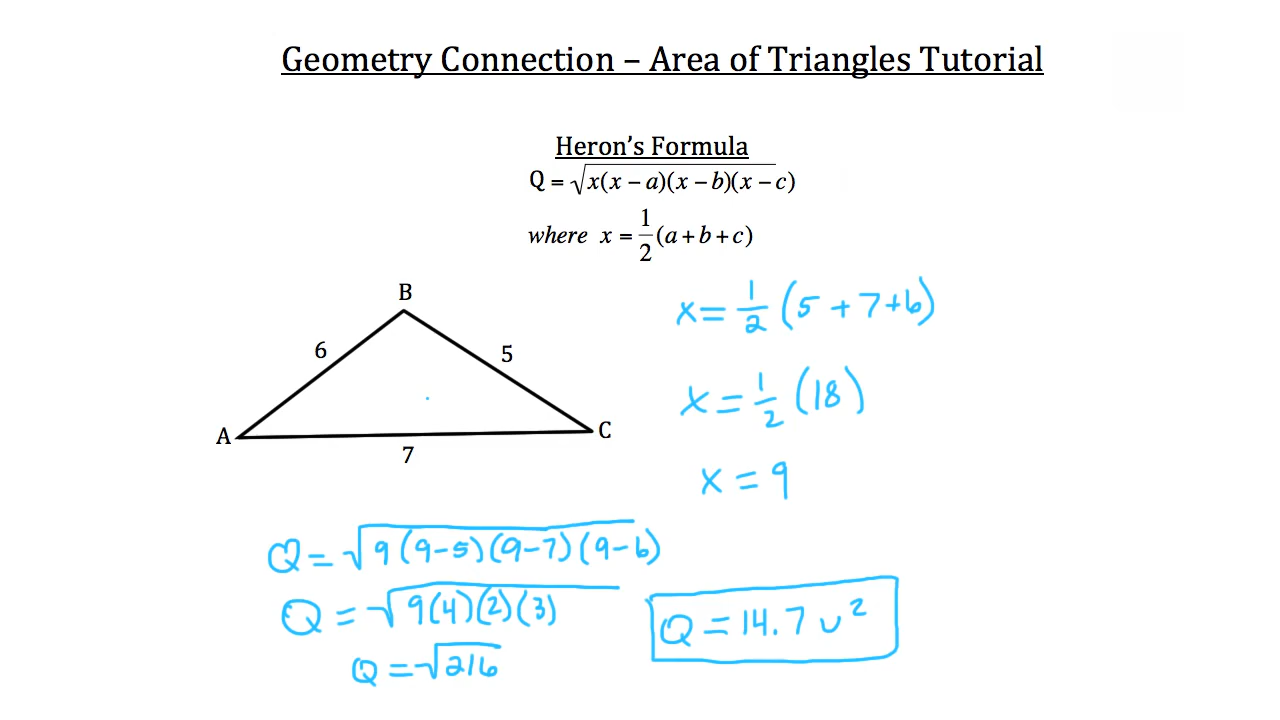 Geometry Connection – Area of Triangles Tutorial
Heron's Formula
Q = √x(x − a)(x − b)(x − c)
where x = 1/2 (a + b + c)
B
x = 1/2 (5 + 7 + 6)
6
5
x = 1/2 (18)
A
C
7
x = 9
Q = √9(9-5)(9-7)(9-6)
Q = √9(4)(2)(3)
Q = 14.7 u²
Q = √216